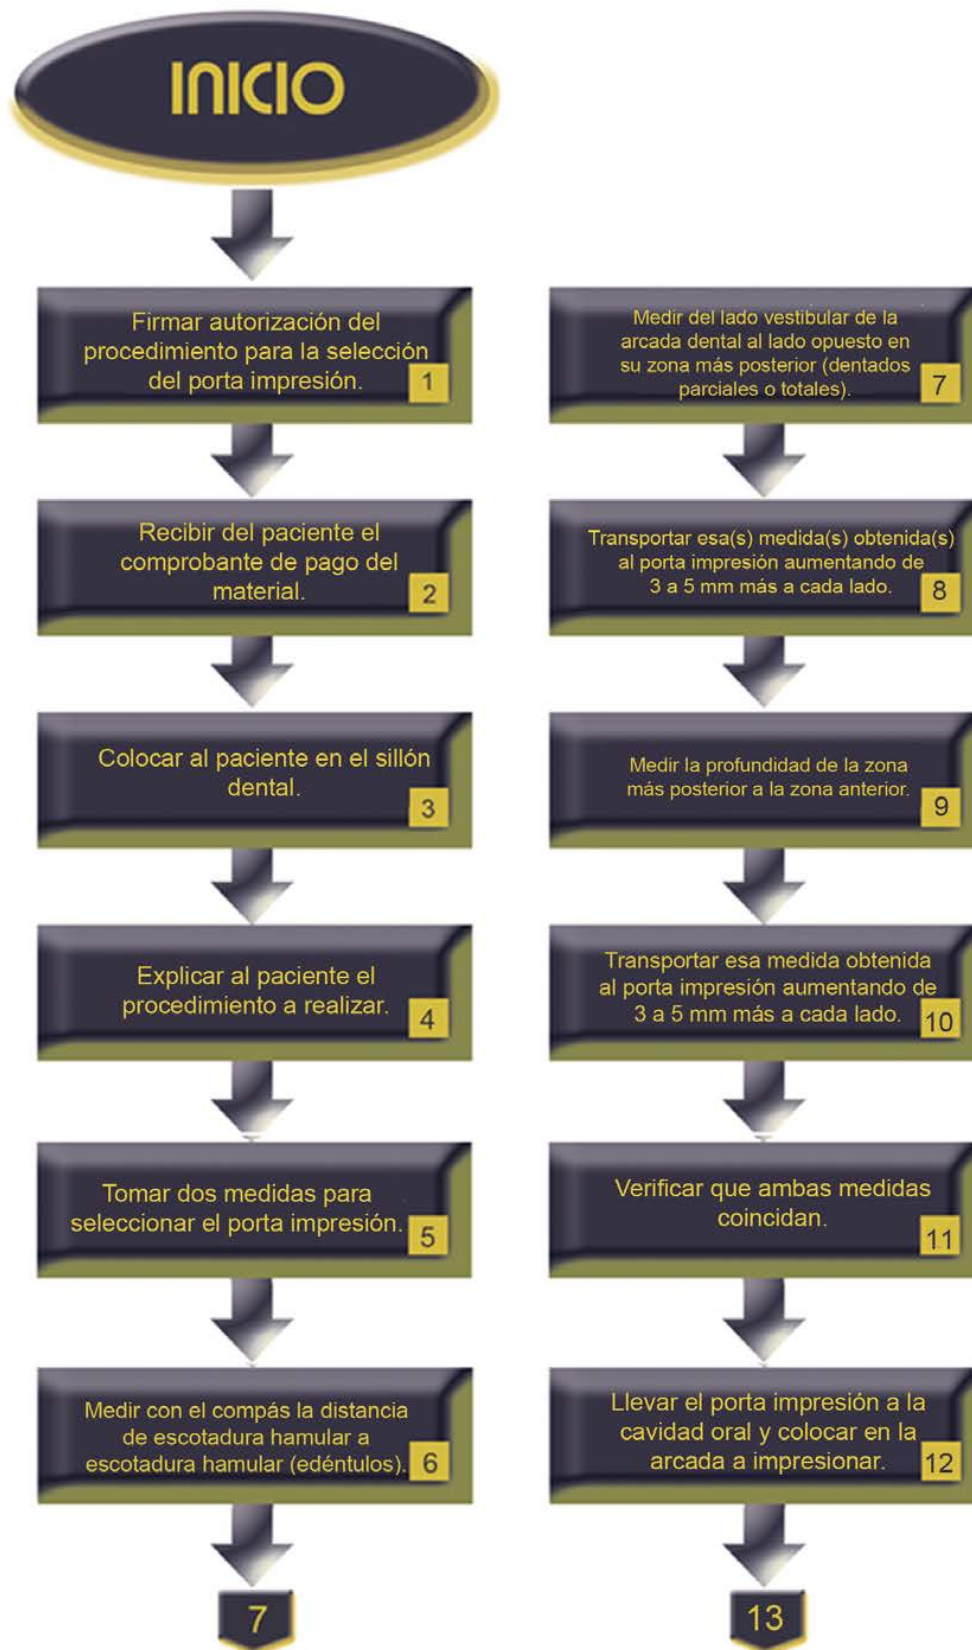 INICIO
Firmar autorización del
procedimiento para la selección
del porta impresión.
1
Recibir del paciente el
comprobante de pago del
material.
2
Colocar al paciente en el sillón
dental.
3
Explicar al paciente el
procedimiento a realizar.
4
Tomar dos medidas para
seleccionar el porta impresión.
5
Medir con el compás la distancia
de escotadura hamular a
escotadura hamular (edéntulos).
6
7
Medir del lado vestibular de la
arcada dental al lado opuesto en
su zona más posterior (dentados
parciales o totales).
7
Transportar esa(s) medida(s) obtenida(s)
al porta impresión aumentando de
3 a 5 mm más a cada lado.
8
Medir la profundidad de la zona
más posterior a la zona anterior.
9
Transportar esa medida obtenida
al porta impresión aumentando de
3 a 5 mm más a cada lado.
10
Verificar que ambas medidas
coincidan.
11
Llevar el porta impresión a la
cavidad oral y colocar en la
arcada a impresionar.
12
13